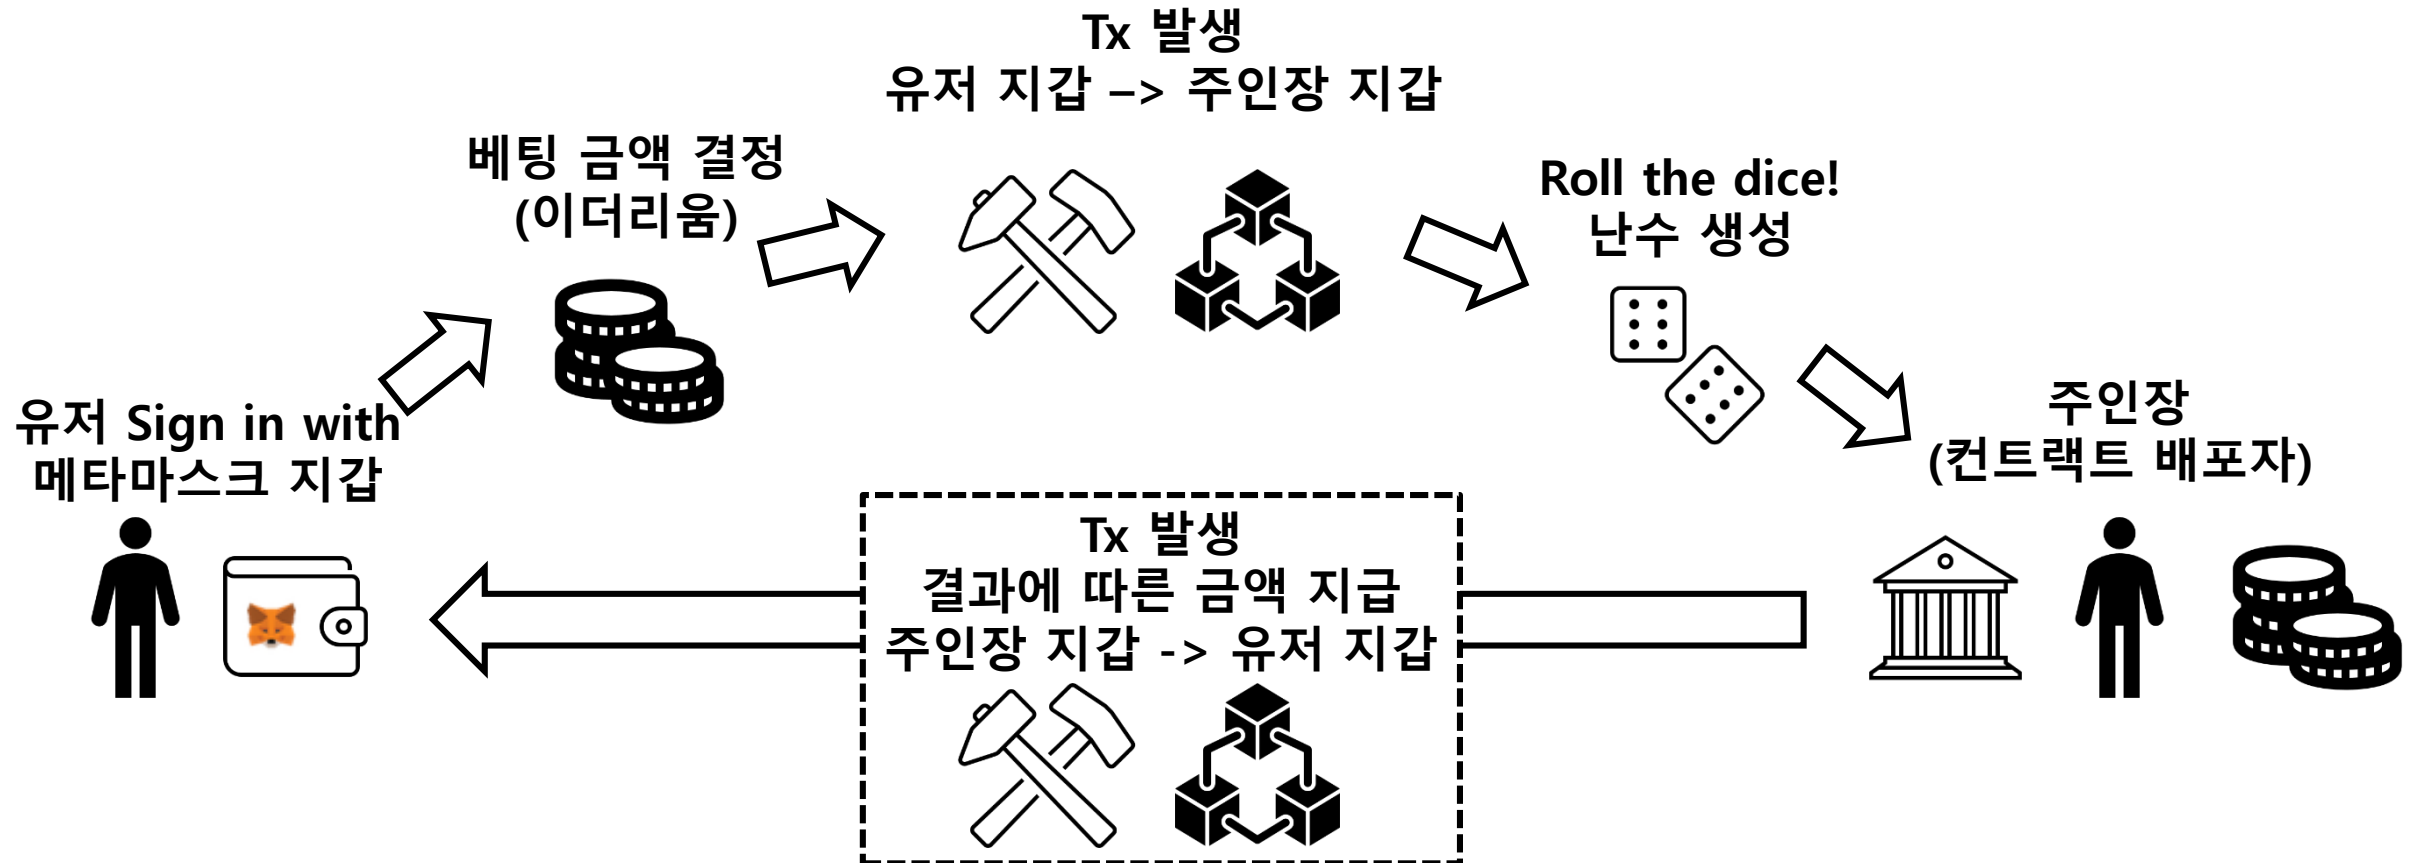 유저 Sign in with
메타마스크 지갑
베팅 금액 결정
(이더리움)
Tx 발생
유저 지갑 –> 주인장 지갑
Roll the dice!
난수 생성
주인장
(컨트랙트 배포자)
Tx 발생
결과에 따른 금액 지급
주인장 지갑 -> 유저 지갑